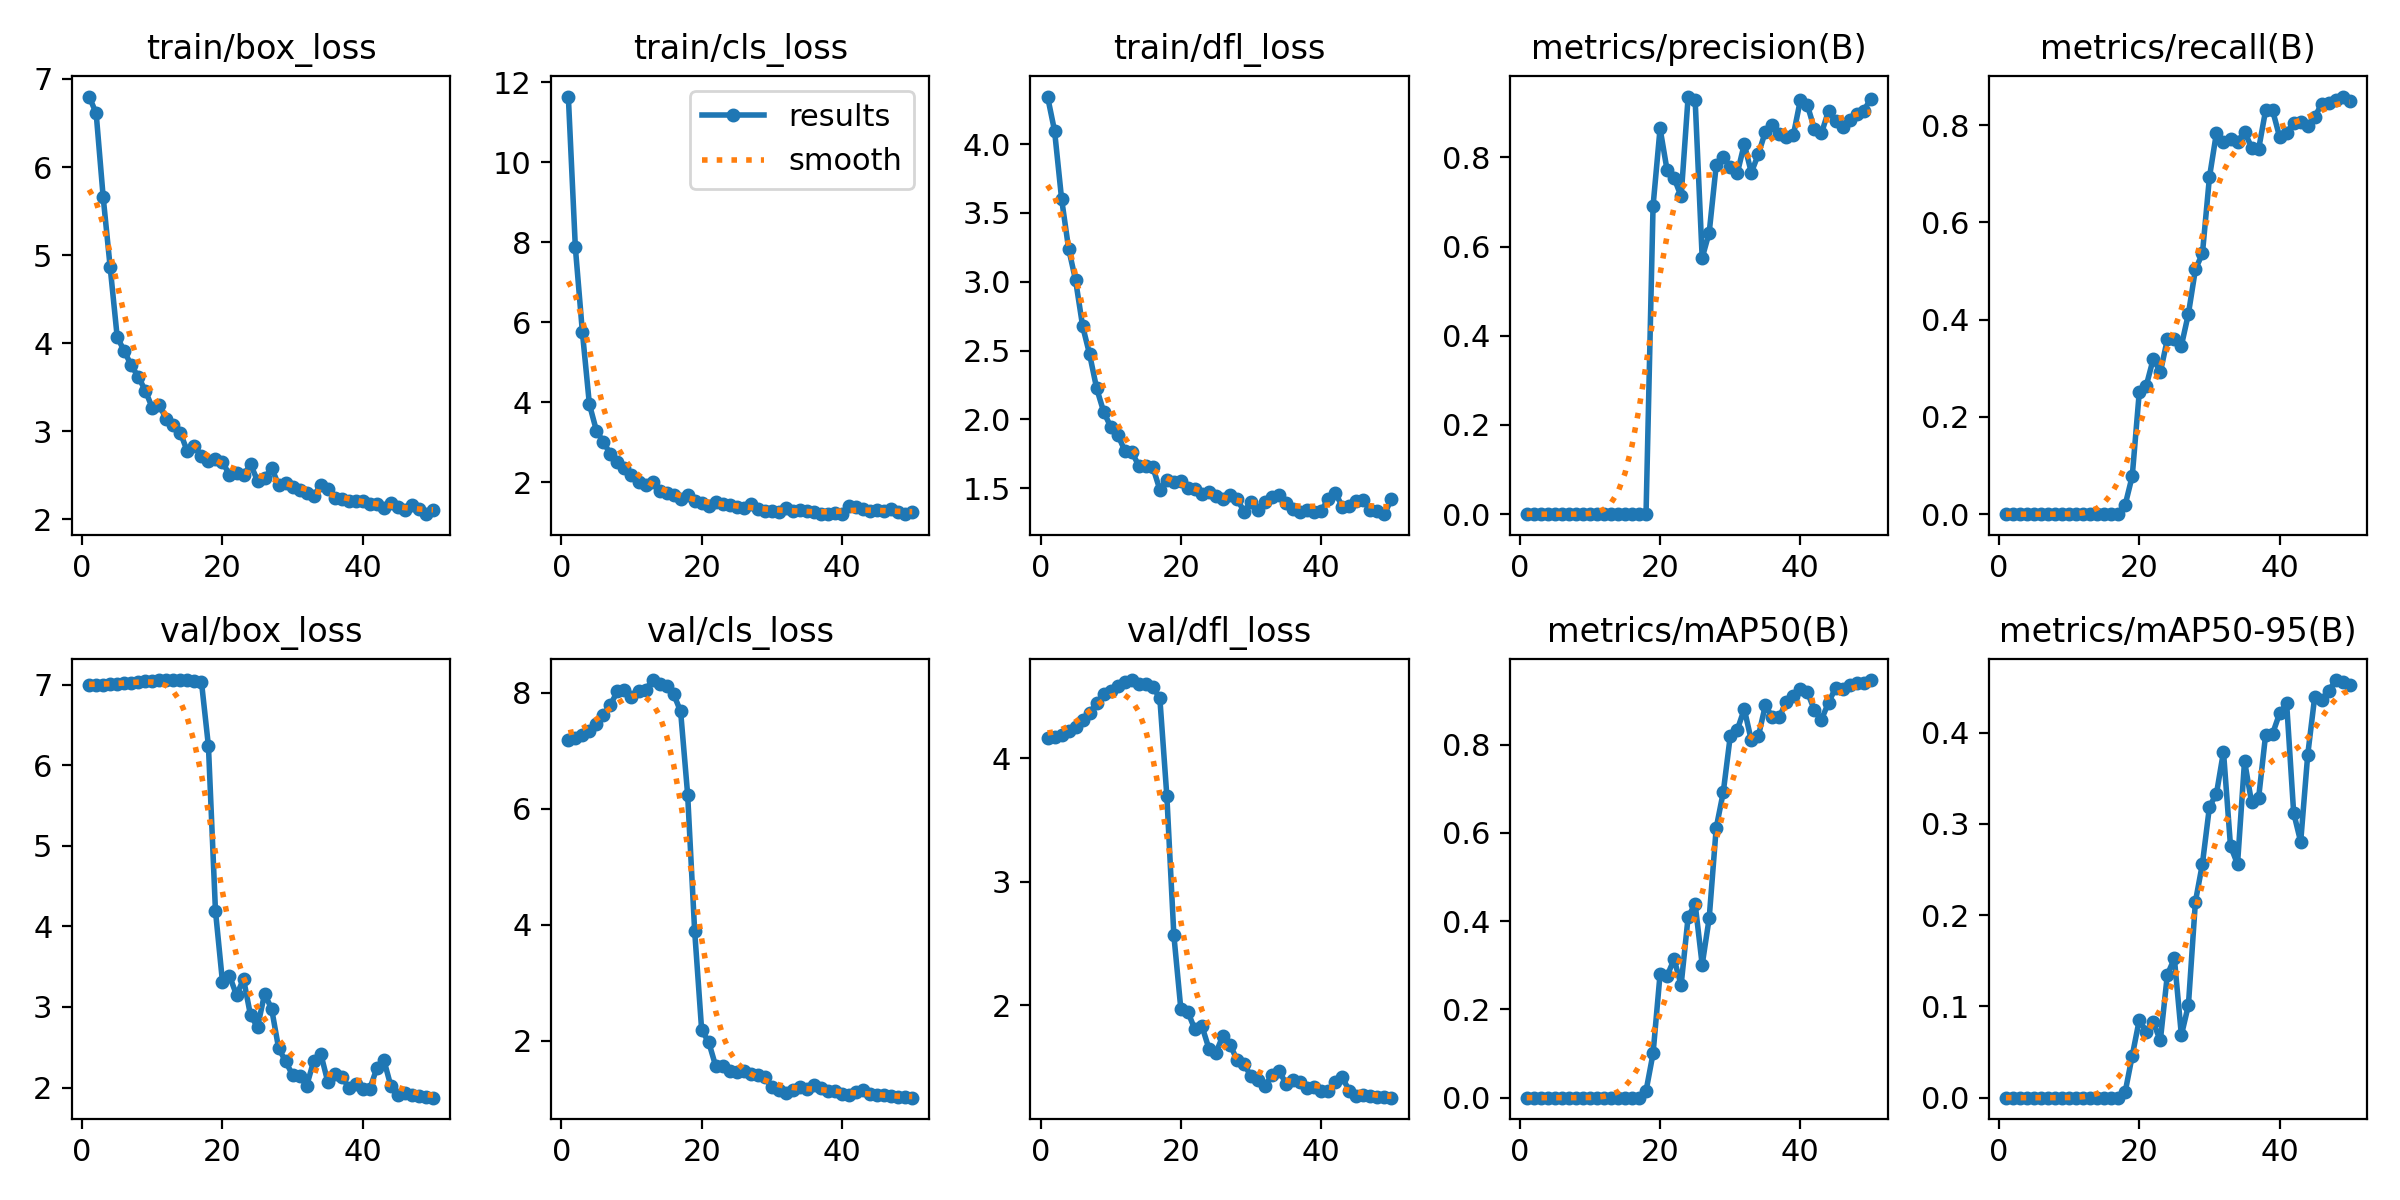 train/box_loss
7
6
5
4
3
2
0 20 40
train/cls_loss
results
smooth
12
10
8
6
4
2
0 20 40
train/dfl_loss
4.0
3.5
3.0
2.5
2.0
1.5
0 20 40
metrics/precision(B)
0.8
0.6
0.4
0.2
0.0
0 20 40
metrics/recall(B)
0.8
0.6
0.4
0.2
0.0
0 20 40
val/box_loss
7
6
5
4
3
2
0 20 40
val/cls_loss
8
6
4
2
0 20 40
val/dfl_loss
4
3
2
0 20 40
metrics/mAP50(B)
0.8
0.6
0.4
0.2
0.0
0 20 40
metrics/mAP50-95(B)
0.4
0.3
0.2
0.1
0.0
0 20 40